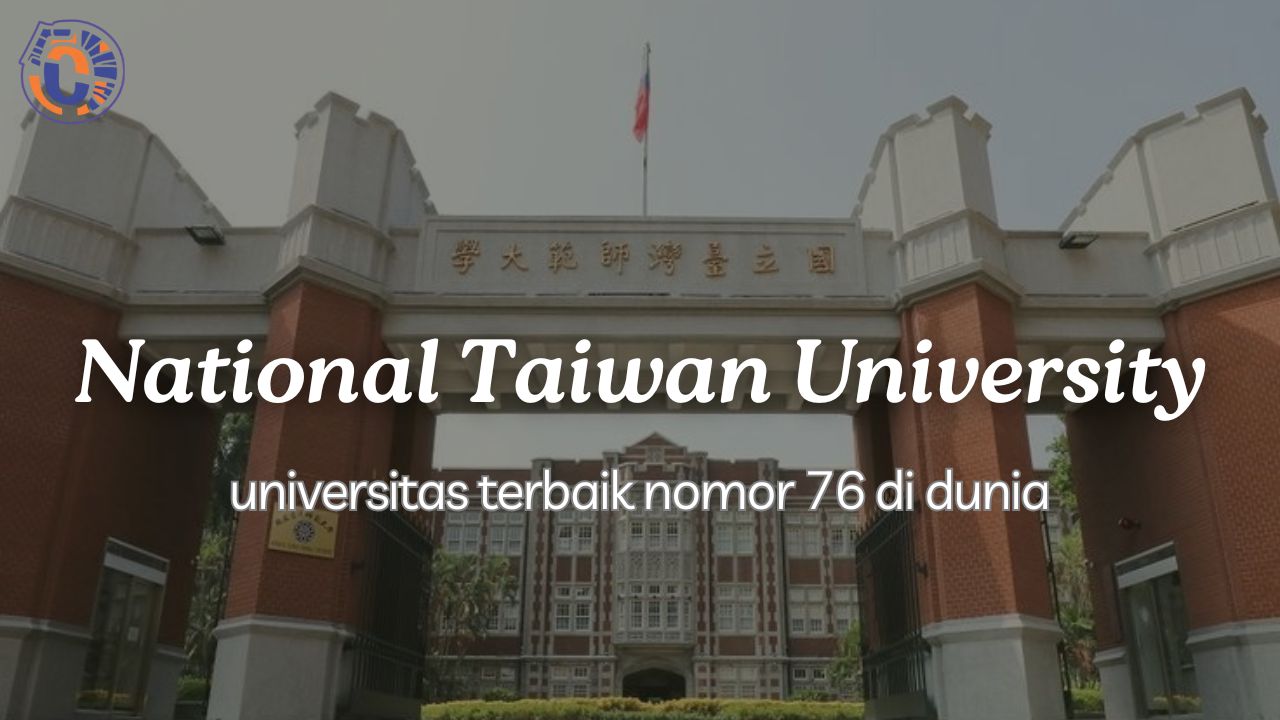 國立臺灣師範大學
National Taiwan University
universitas terbaik nomor 76 di dunia